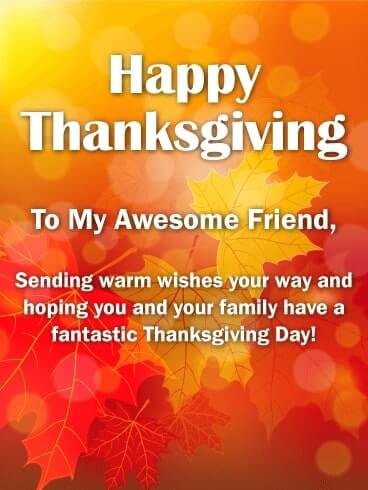 Happy
Thanksgiving
To My Awesome Friend,
Sending warm wishes your way and
hoping you and your family have a
fantastic Thanksgiving Day!